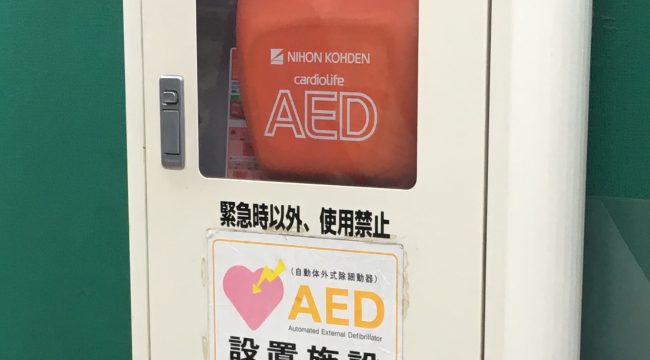 NIHON KOHDEN
cardiolife
AED
緊急時以外、使用禁止
(自動体外式除細動器)
AED
Automated External Defibrillator
設置施設